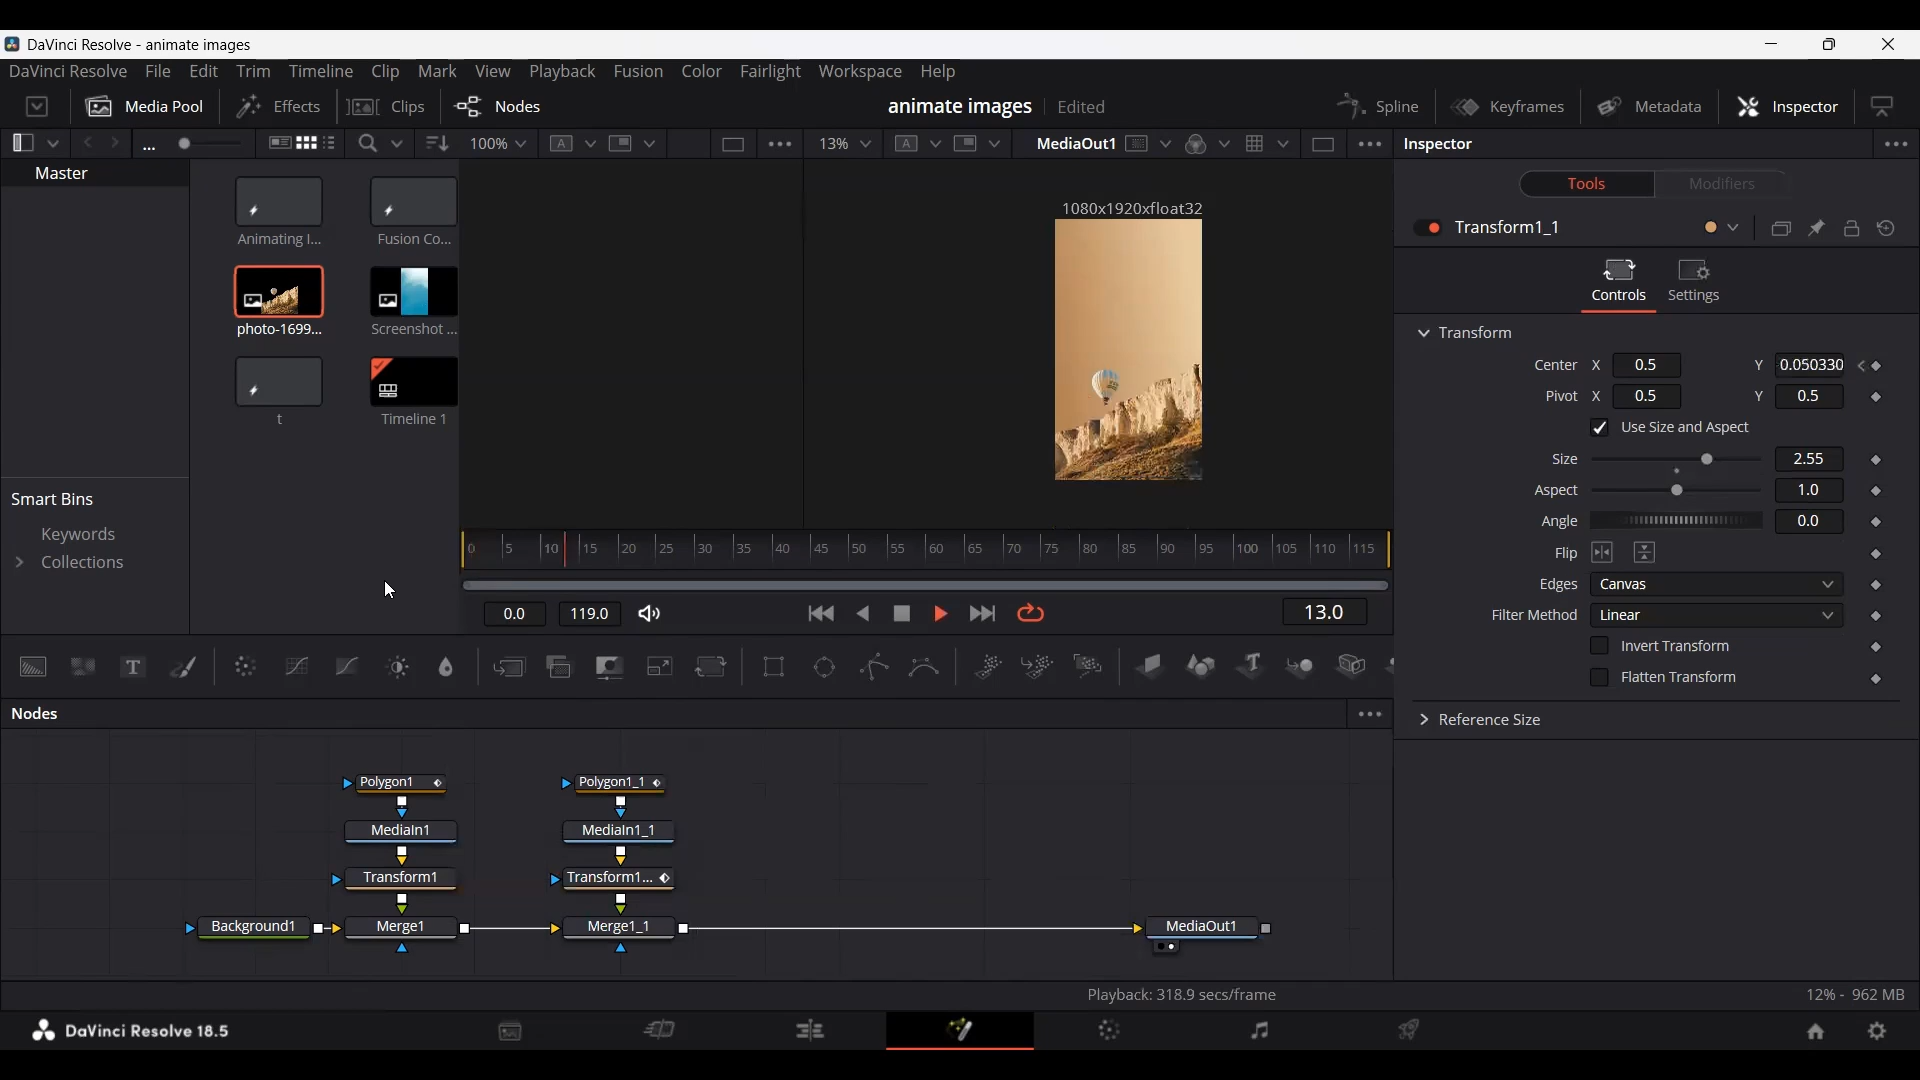 DaVinci Resolve - animate images
DaVinci Resolve File Edit Trim Timeline Clip Mark View Playback Fusion Color Fairlight Workspace Help
Media Pool Effects Clips Nodes animate images Edited Spline Keyframes Metadata Inspector
... 100% A 13% A MediaOut1 Inspector
Master
Animating I...
Fusion Co...
photo-1699...
Screenshot ...
t
Timeline 1
Smart Bins
Keywords
Collections
1080x1920xfloat32
0 5 10 15 20 25 30 35 40 45 50 55 60 65 70 75 80 85 90 95 100 105 110 115
0.0 119.0 13.0
Tools Modifiers
Transform1_1
Controls Settings
Transform
Center X 0.5 Y 0.050330
Pivot X 0.5 Y 0.5
Use Size and Aspect
Size 2.55
Aspect 1.0
Angle 0.0
Flip
Edges Canvas
Filter Method Linear
Invert Transform
Flatten Transform
Reference Size
T T
Nodes
Polygon1 Polygon1_1
MediaIn1 MediaIn1_1
Transform1 Transform1...
Background1 Merge1 Merge1_1 MediaOut1
Playback: 318.9 secs/frame 12% - 962 MB
DaVinci Resolve 18.5